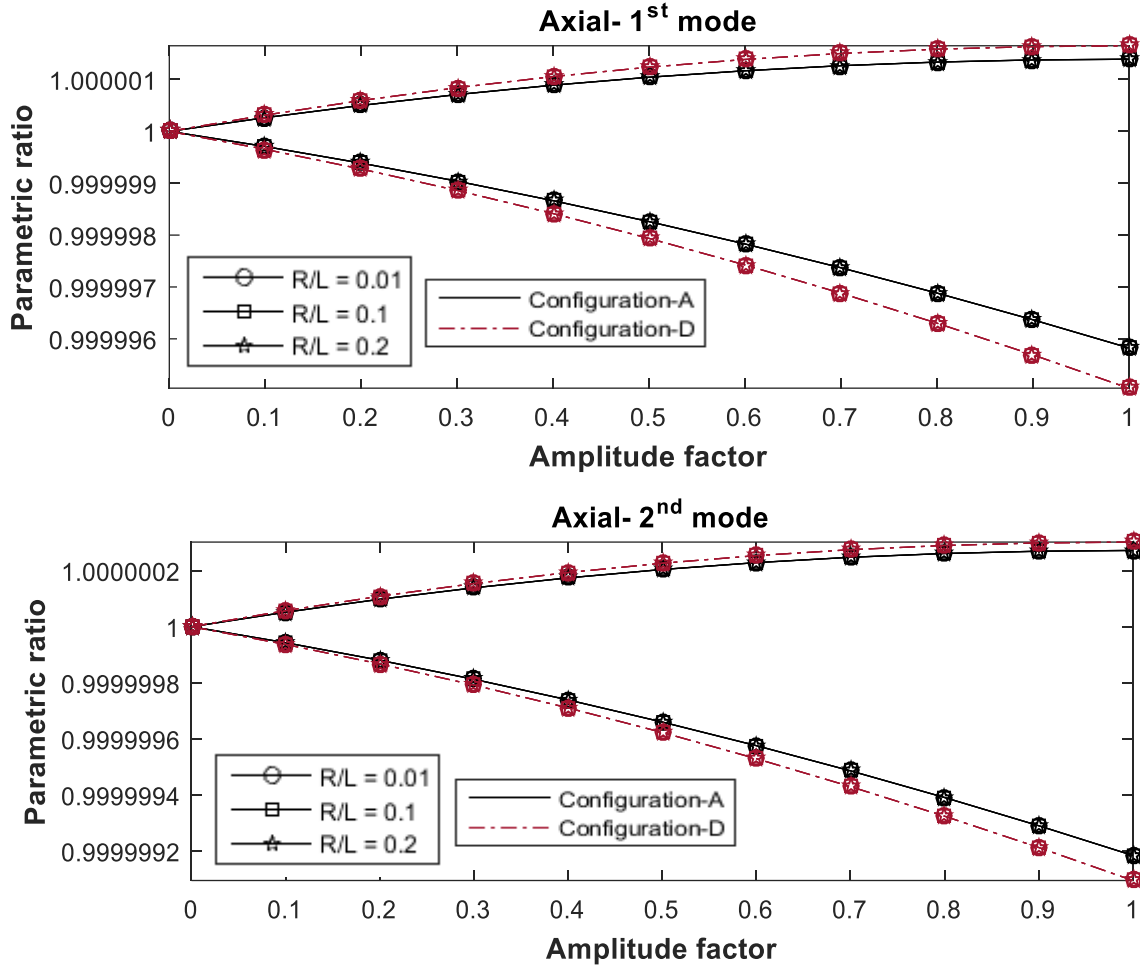 Axial- 1st mode
1.000001
1
0.999999
0.999998
0.999997
0.999996
Parametric ratio
R/L = 0.01
R/L = 0.1
R/L = 0.2
Configuration-A
Configuration-D
0 0.1 0.2 0.3 0.4 0.5 0.6 0.7 0.8 0.9 1
Amplitude factor
Axial- 2nd mode
1.0000002
1
0.9999998
0.9999996
0.9999994
0.9999992
Parametric ratio
R/L = 0.01
R/L = 0.1
R/L = 0.2
Configuration-A
Configuration-D
0 0.1 0.2 0.3 0.4 0.5 0.6 0.7 0.8 0.9 1
Amplitude factor